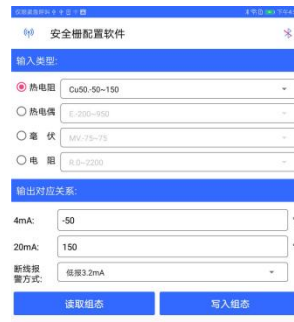 安全栅配置软件
输入类型:
热电阻 Cu50.-50~150
热电偶 E-200~950
毫 伏 MV.-75~75
电 阻 R.0~2200
输出对应关系:
4mA: -50
20mA: 150
断线报
警方式: 低报3.2mA
读取组态 写入组态